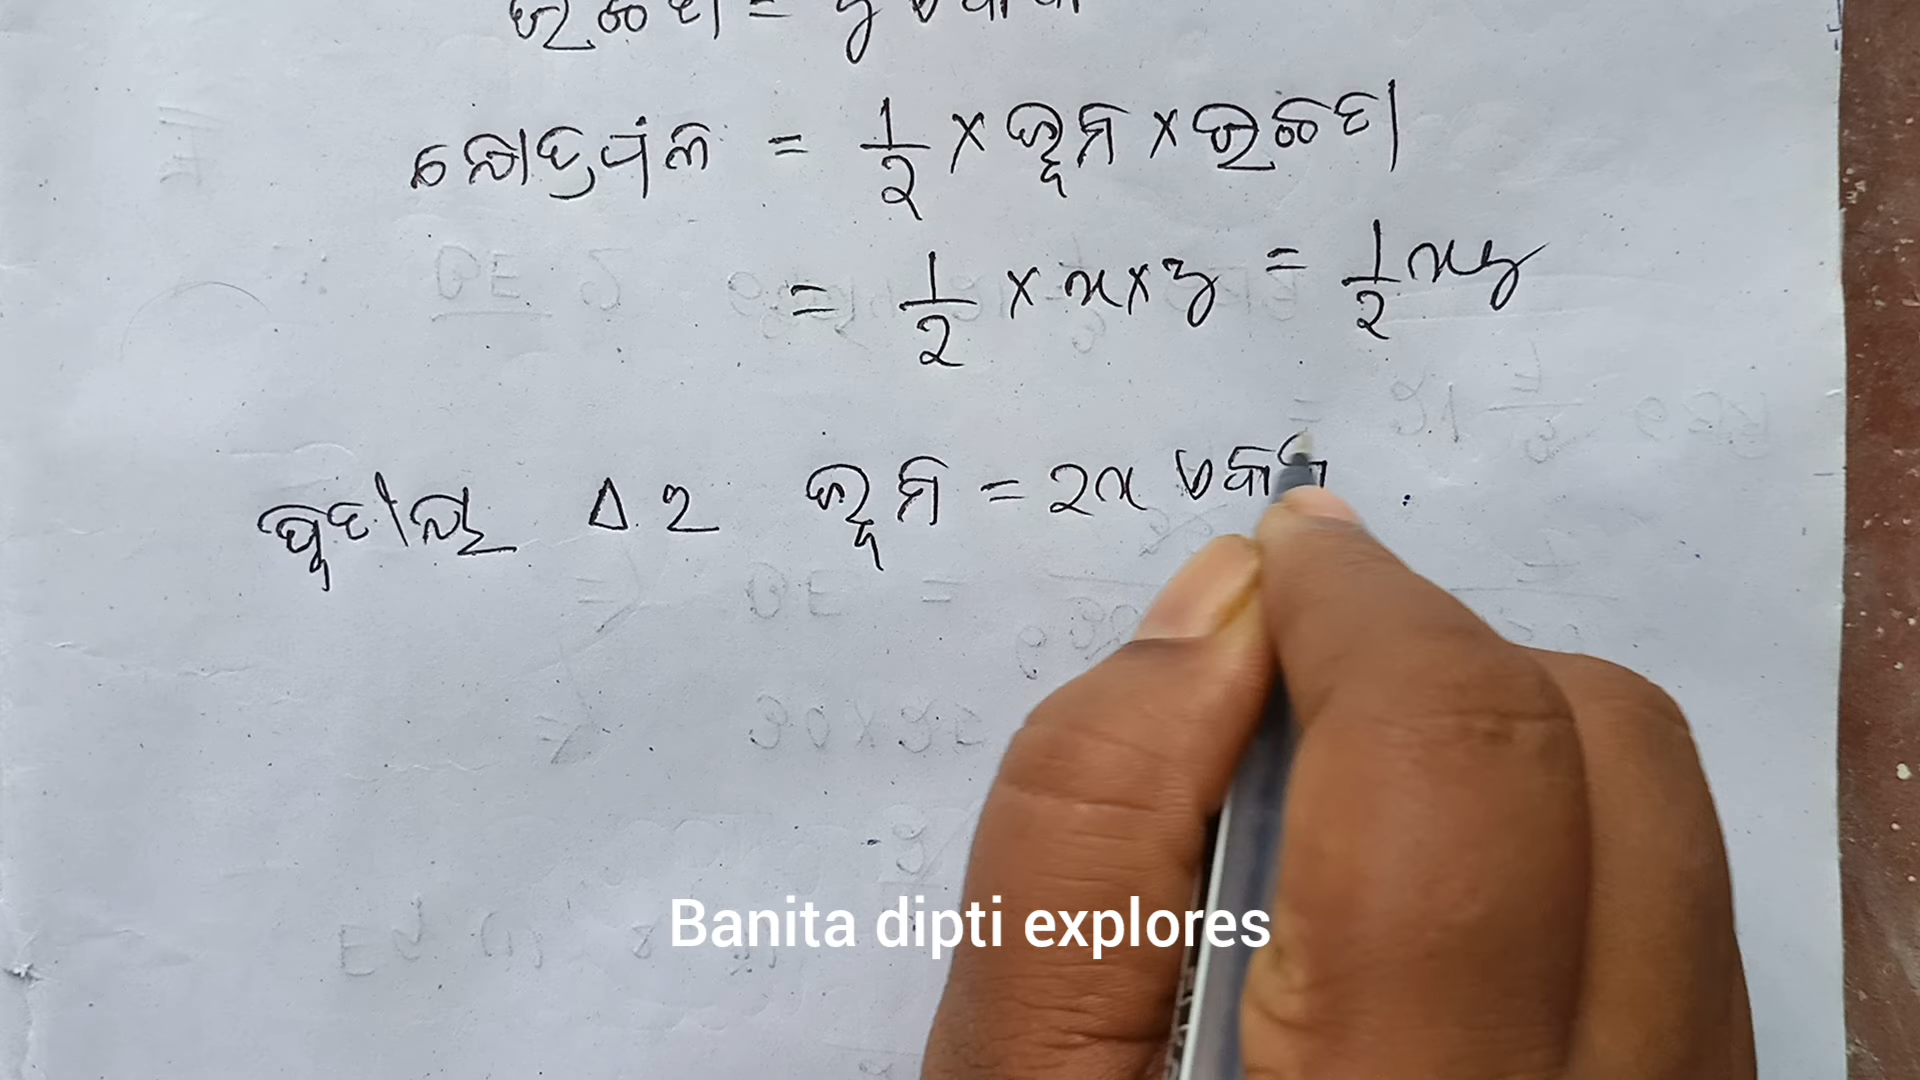 ଉଚ୍ଚତା = y ଏକକ
କ୍ଷେତ୍ରଫଳ = 1/2 × ଭୂମି × ଉଚ୍ଚତା
= 1/2 × x × y = 1/2 xy
ଦ୍ୱିତୀୟ Δ ର ଭୂମି = 2x ଏକକ
Banita dipti explores